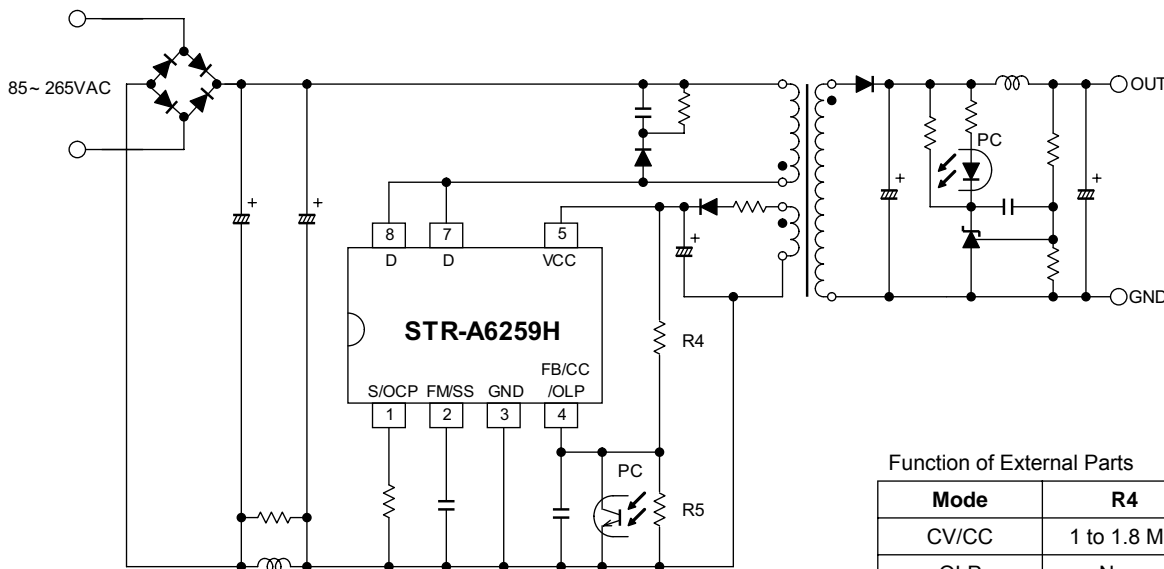 85~ 265VAC
+
+
8
7
5
D
D
VCC
STR-A6259H
S/OCP
FM/SS
GND
FB/CC
/OLP
1
2
3
4
+
R4
PC
R5
+
PC
+
OUT
GND
Function of External Parts
Mode
R4
CV/CC
1 to 1.8 M